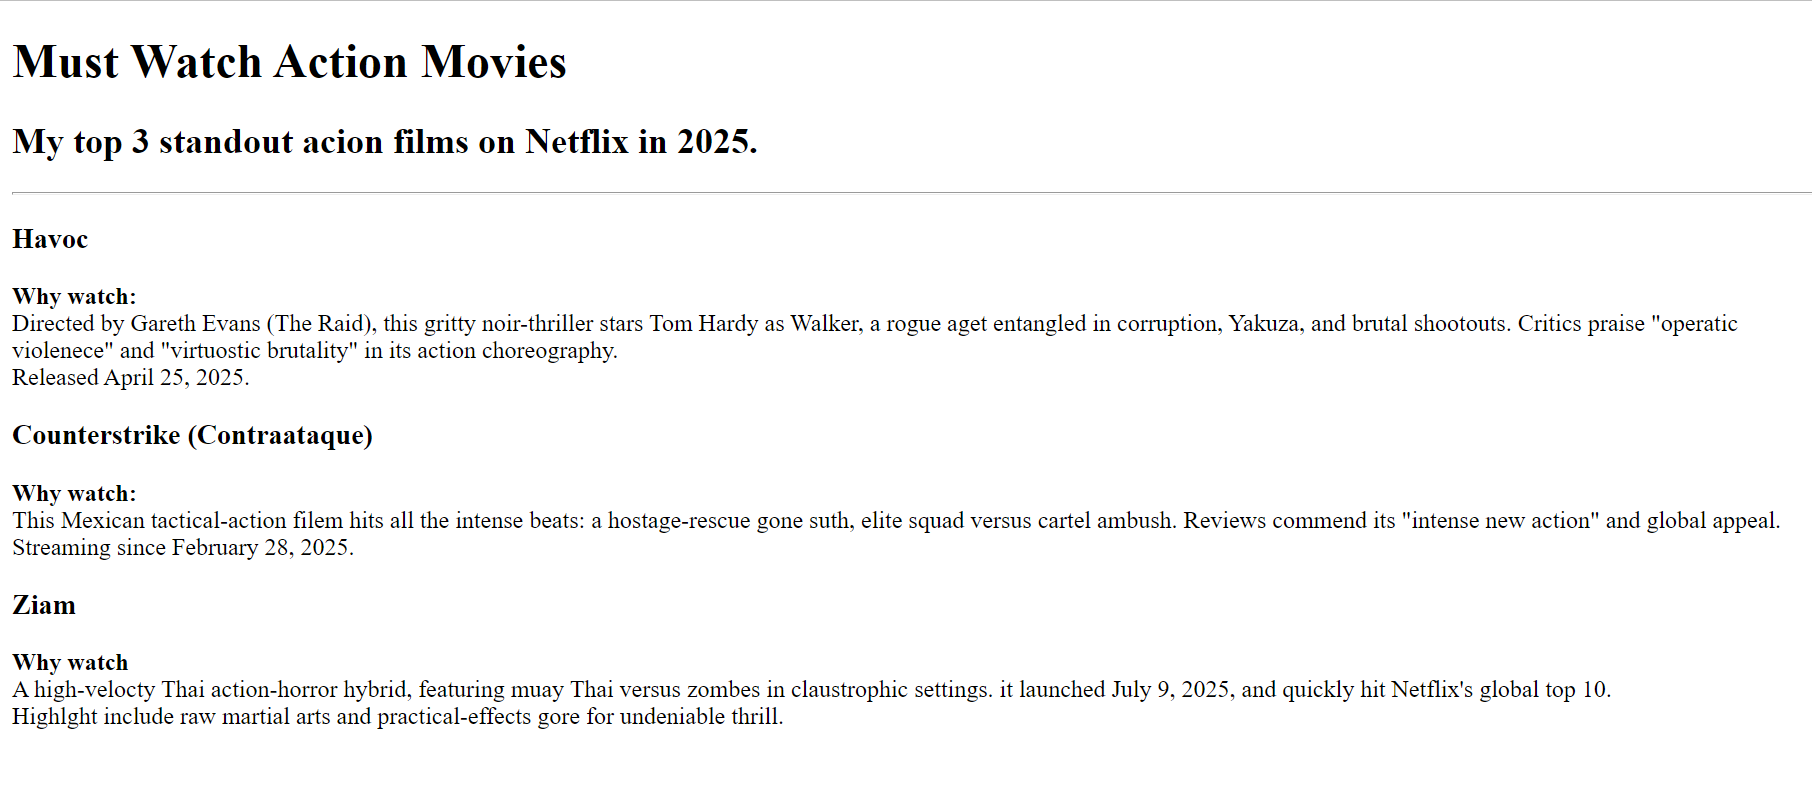 Must Watch Action Movies
My top 3 standout acion films on Netflix in 2025.
Havoc
Why watch:
Directed by Gareth Evans (The Raid), this gritty noir-thriller stars Tom Hardy as Walker, a rogue aget entangled in corruption, Yakuza, and brutal shootouts. Critics praise "operatic
violenece" and "virtuostic brutality" in its action choreography.
Released April 25, 2025.
Counterstrike (Contraataque)
Why watch:
This Mexican tactical-action filem hits all the intense beats: a hostage-rescue gone suth, elite squad versus cartel ambush. Reviews commend its "intense new action" and global appeal.
Streaming since February 28, 2025.
Ziam
Why watch
A high-velocty Thai action-horror hybrid, featuring muay Thai versus zombes in claustrophic settings. it launched July 9, 2025, and quickly hit Netflix's global top 10.
Highlght include raw martial arts and practical-effects gore for undeniable thrill.